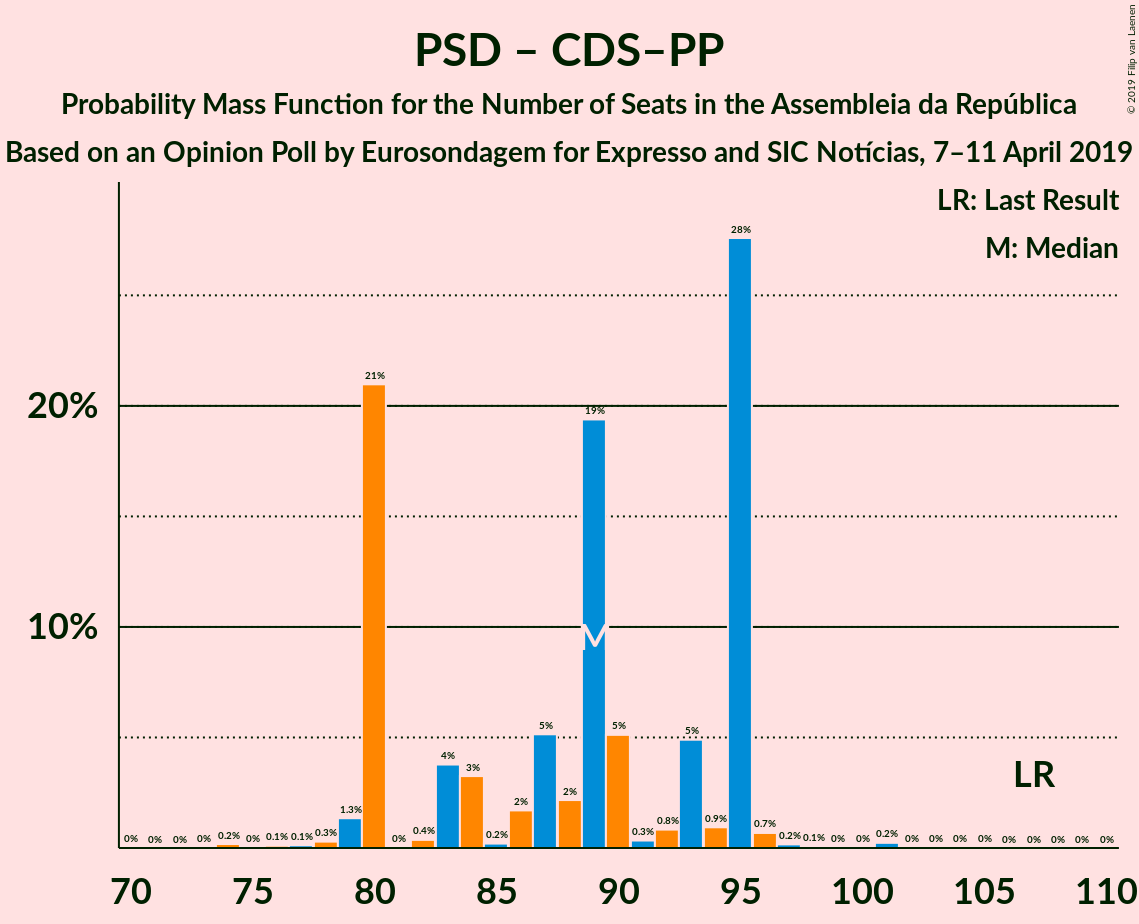 PSD – CDS–PP
Probability Mass Function for the Number of Seats in the Assembleia da República
Based on an Opinion Poll by Eurosondagem for Expresso and SIC Notícias, 7–11 April 2019
© 2019 Filip van Laenen
LR: Last Result
M: Median
28%
21%
20%
19%
10%
M
5%
5%
5%
4%
3%
LR
2%
2%
1.3%
0% 0% 0% 0% 0.2% 0% 0.1% 0.1% 0.3% 0% 0.4% 0.2% 0.3% 0.8% 0.9% 0.7% 0.2% 0.1% 0% 0% 0.2% 0% 0% 0% 0% 0% 0% 0% 0% 0%
70 75 80 85 90 95 100 105 110